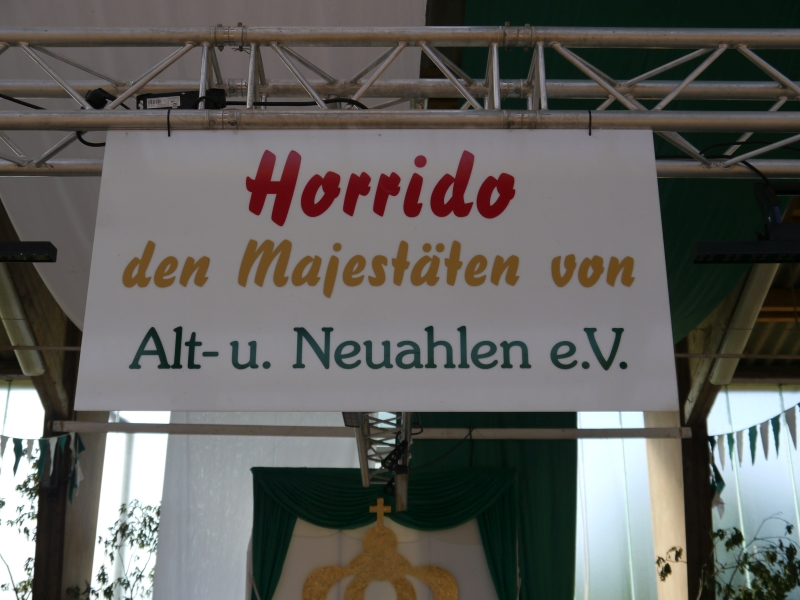 Horrido
den Majestäten von
Alt- u. Neuahlen e.V.